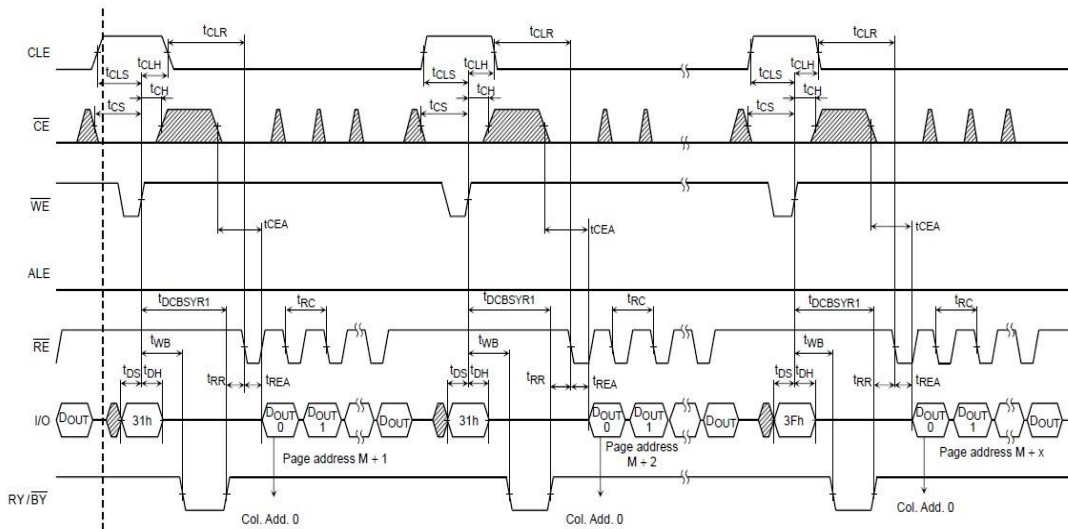 tCLR tCLR tCLR
CLE
tCLS tCLH tCLS tCLH tCLS tCLH
tCS tCH tCS tCH tCS tCH
CE
WE
tCEA tCEA tCEA
ALE
tDCBSYR1 tRC tDCBSYR1 tRC tDCBSYR1 tRC
RE
tWB tWB tWB
tDS tDH tRR tREA tDS tDH tRR tREA tDS tDH tRR tREA
I/O DOUT 31h DOUT 0 DOUT 1 DOUT 31h DOUT 0 DOUT 1 DOUT 3Fh DOUT 0 DOUT 1 DOUT
Page address M + 1 Page address M + 2 Page address M + x
RY/BY
Col. Add. 0 Col. Add. 0 Col. Add. 0